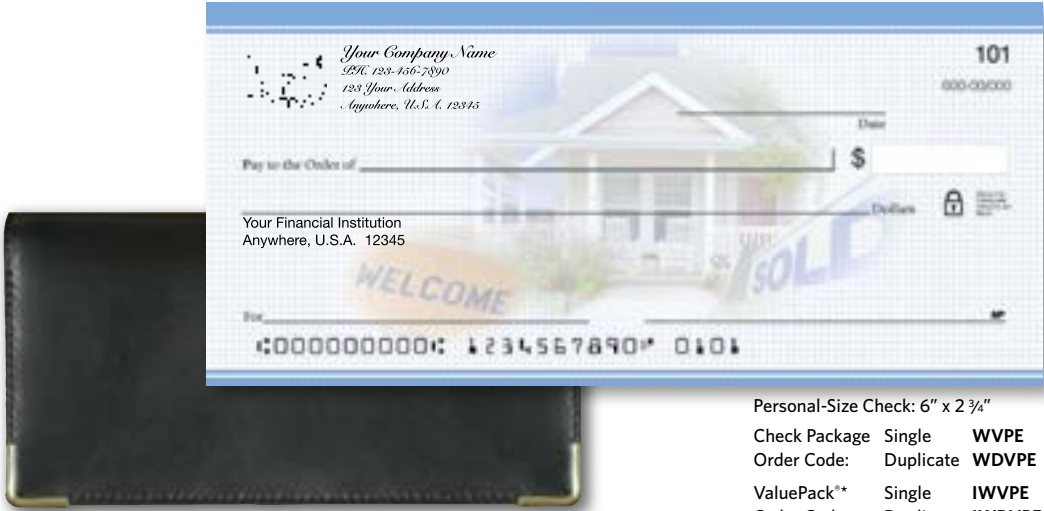 Your Company Name
PH. 123-456-7890
123 Your Address
Anywhere, U.S.A. 12345
101
000-00/000
Date
Pay to the Order of
$
Dollars
Your Financial Institution
Anywhere, U.S.A. 12345
WELCOME
SOLD
For
MP
⑆000000000⑆ 1234567890⑈ 0101
Personal-Size Check: 6" x 2 ¾"
Check Package Single WVPE
Order Code: Duplicate WDVPE
ValuePack®* Single IWVPE